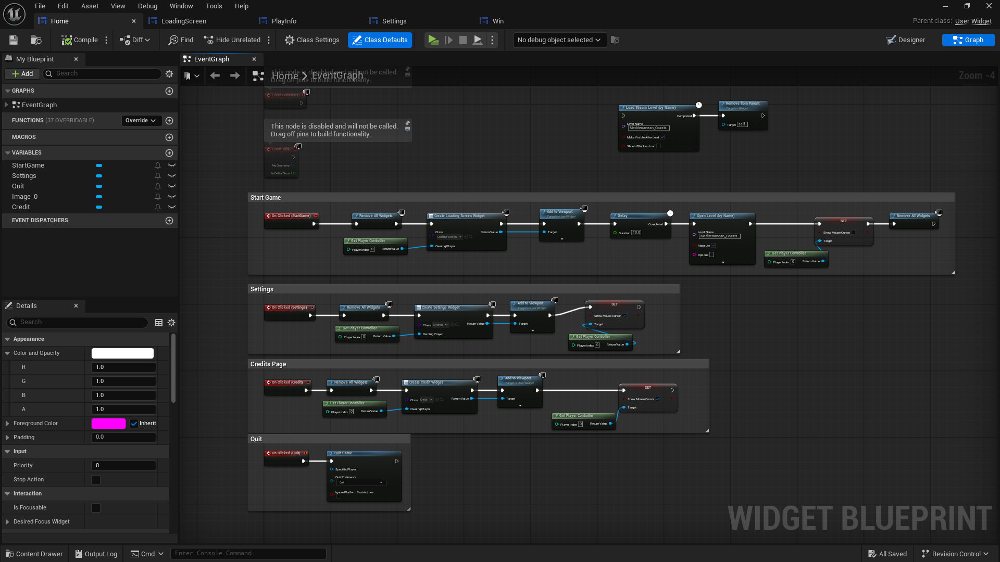 File Edit Asset View Debug Window Tools Help
Home LoadingScreen PlayInfo Settings Win
Parent class: User Widget
Compile Diff Find Hide Unrelated Class Settings Class Defaults No debug object selected Designer Graph
My Blueprint
Add Search
GRAPHS
EventGraph
FUNCTIONS (37 OVERRIDABLE) Override
MACROS
VARIABLES
StartGame
Settings
Quit
Image_0
Credit
EVENT DISPATCHERS
Details
Search
Appearance
Color and Opacity
R 1.0
G 1.0
B 1.0
A 1.0
Foreground Color Inherit
Padding 0.0
Input
Priority 0
Stop Action
Interaction
Is Focusable
Desired Focus Widget
EventGraph
Home > EventGraph
Zoom -4
This node is disabled and will not be called.
Drag off pins to build functionality.
Event Construct
This node is disabled and will not be called.
Drag off pins to build functionality.
Event Tick
My Geometry
In Delta Time
Load Stream Level (by Name)
Completed
Level Name
Mediterranean_Coasts
Make Visible After Load
Should Block on Load
Remove from Parent
Target is Widget
Target self
Start Game
On Clicked (StartGame)
Remove All Widgets
Get Player Controller
Player Index 0 Return Value
Create Loading Screen Widget
Class Return Value
Loading Screen
Owning Player
Add to Viewport
Target is User Widget
Target
Delay
Completed
Duration 10.0
Open Level (by Name)
Level Name
Mediterranean_Coasts
Absolute
Options
SET
Show Mouse Cursor
Target
Get Player Controller
Player Index 0 Return Value
Remove All Widgets
Settings
On Clicked (Settings)
Remove All Widgets
Get Player Controller
Player Index 0 Return Value
Create Settings Widget
Class Settings Return Value
Owning Player
Add to Viewport
Target is User Widget
Target
SET
Show Mouse Cursor
Target
Get Player Controller
Player Index 0 Return Value
Credits Page
On Clicked (Credit)
Remove All Widgets
Get Player Controller
Player Index 0 Return Value
Create Credit Widget
Class Credit Return Value
Owning Player
Add to Viewport
Target is User Widget
Target
SET
Show Mouse Cursor
Target
Get Player Controller
Player Index 0 Return Value
Quit
On Clicked (Quit)
Quit Game
Specific Player
Quit Preference
Quit
Ignore Platform Restrictions
WIDGET BLUEPRINT
Content Drawer Output Log Cmd Enter Console Command All Saved Revision Control